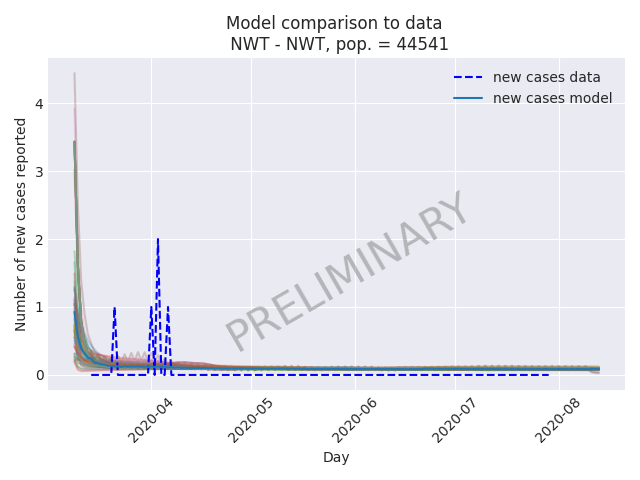 Model comparison to data
NWT - NWT, pop. = 44541
new cases data
new cases model
4
3
2
1
0
Number of new cases reported
PRELIMINARY
2020-04
2020-05
2020-06
2020-07
2020-08
Day